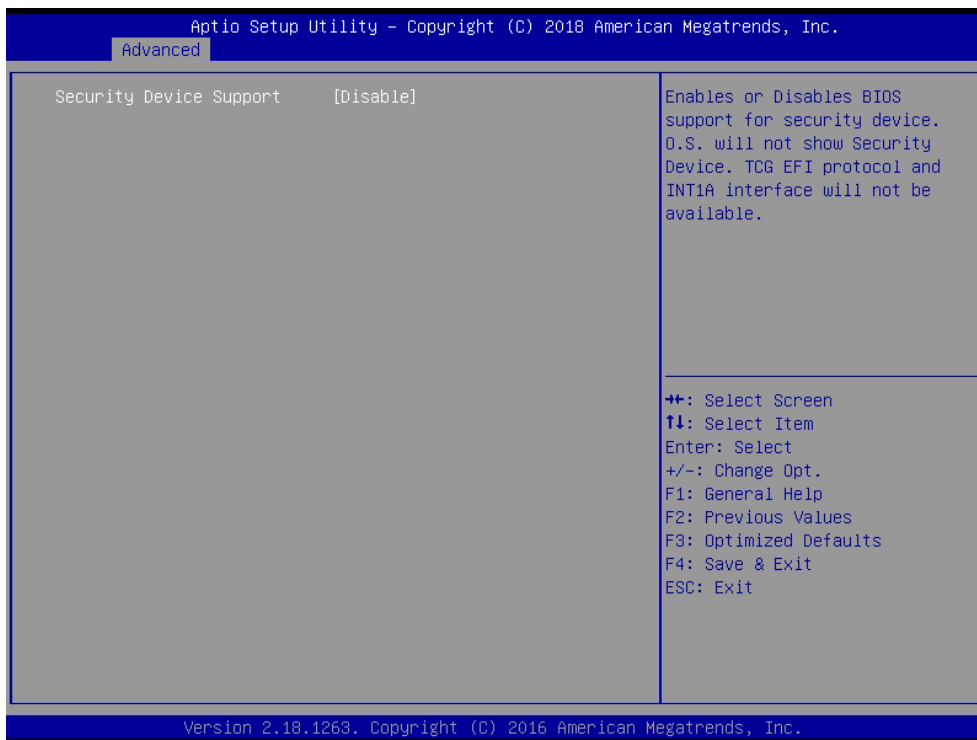 Aptio Setup Utility – Copyright (C) 2018 American Megatrends, Inc.
Advanced
Security Device Support [Disable]
Enables or Disables BIOS
support for security device.
O.S. will not show Security
Device. TCG EFI protocol and
INT1A interface will not be
available.
→←: Select Screen
↑↓: Select Item
Enter: Select
+/-: Change Opt.
F1: General Help
F2: Previous Values
F3: Optimized Defaults
F4: Save & Exit
ESC: Exit
Version 2.18.1263. Copyright (C) 2016 American Megatrends, Inc.